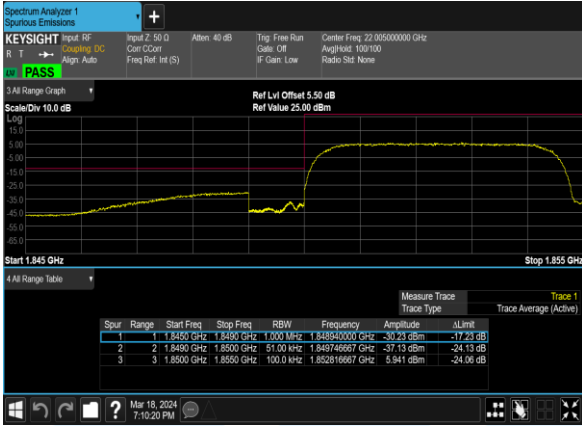 Spectrum Analyzer 1
Spurious Emissions
KEYSIGHT Input: RF Input Z: 50 Ω Atten: 40 dB Trig: Free Run Center Freq: 22.005000000 GHz
R T Coupling: DC Corr CCorr Gate: Off Avg|Hold: 100/100
Align: Auto Freq Ref: Int (S) IF Gain: Low Radio Std: None
PASS
3 All Range Graph
Ref Lvl Offset 5.50 dB
Scale/Div 10.0 dB Ref Value 25.00 dBm
Log
15.0
5.00
-5.00
-15.0
-25.0
-35.0
-45.0
-55.0
-65.0
Start 1.845 GHz Stop 1.855 GHz
4 All Range Table
Measure Trace Trace 1
Trace Type Trace Average (Active)
Spur Range Start Freq Stop Freq RBW Frequency Amplitude ΔLimit
1 1 1.8450 GHz 1.8490 GHz 1.000 MHz 1.848940000 GHz -30.23 dBm -17.23 dB
2 2 1.8490 GHz 1.8500 GHz 51.00 kHz 1.849746667 GHz -37.13 dBm -24.13 dB
3 3 1.8500 GHz 1.8550 GHz 100.0 kHz 1.852816667 GHz 5.941 dBm -24.06 dB
?
Mar 18, 2024
7:10:20 PM